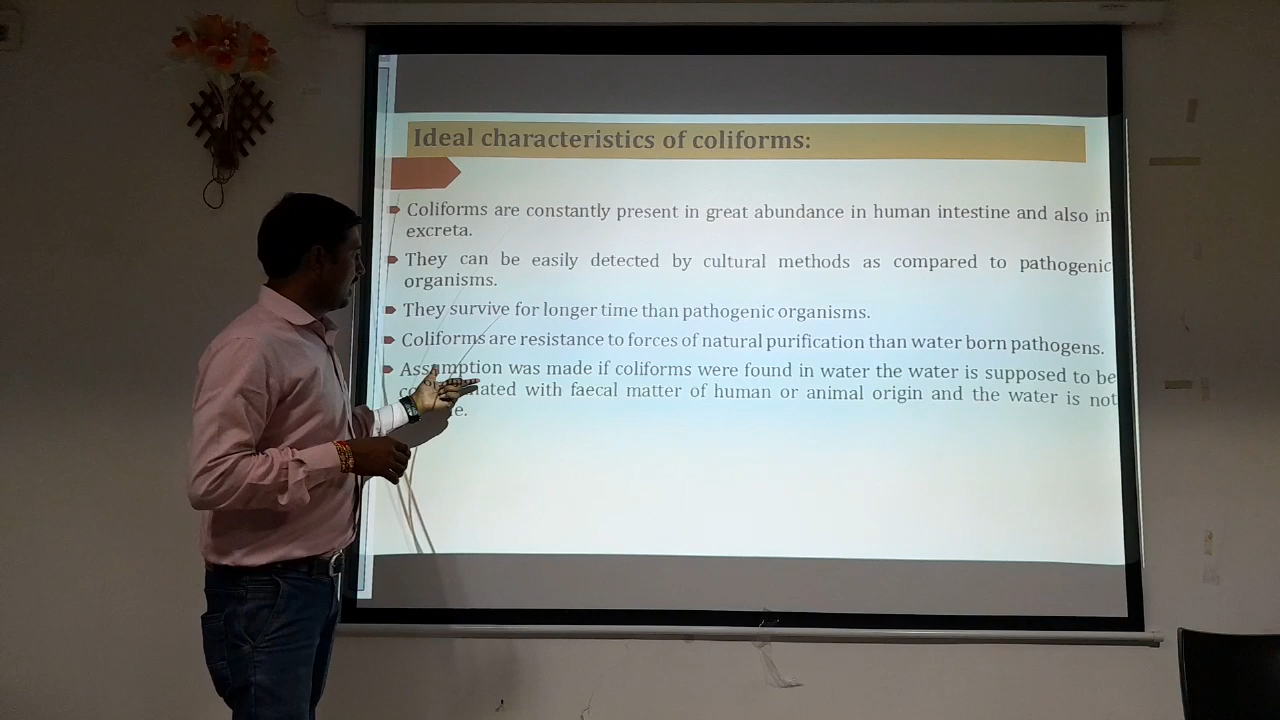 Ideal characteristics of coliforms:
Coliforms are constantly present in great abundance in human intestine and also in
excreta.
They can be easily detected by cultural methods as compared to pathogenic
organisms.
They survive for longer time than pathogenic organisms.
Coliforms are resistance to forces of natural purification than water born pathogens.
Assumption was made if coliforms were found in water the water is supposed to be
with faecal matter of human or animal origin and the water is not